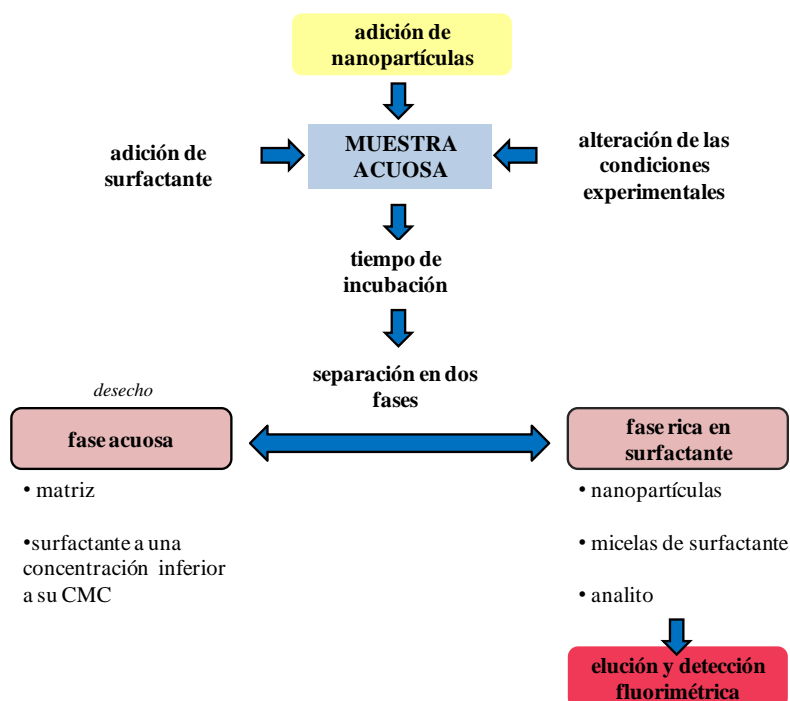 adición de
nanopartículas
adición de
surfactante
MUESTRA
ACUOSA
alteración de las
condiciones
experimentales
tiempo de
incubación
separación en dos
fases
desecho
fase acuosa
• matriz
•surfactante a una
concentración inferior
a su CMC
fase rica en
surfactante
• nanopartículas
• micelas de surfactante
• analito
elución y detección
fluorimétrica